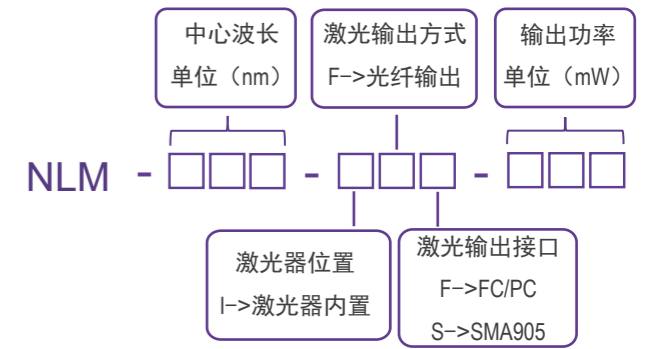 中心波长
单位（nm）
激光输出方式
F->光纤输出
输出功率
单位（mW）
NLM - □□□ - □□□ - □□□
激光器位置
I->激光器内置
激光输出接口
F->FC/PC
S->SMA905